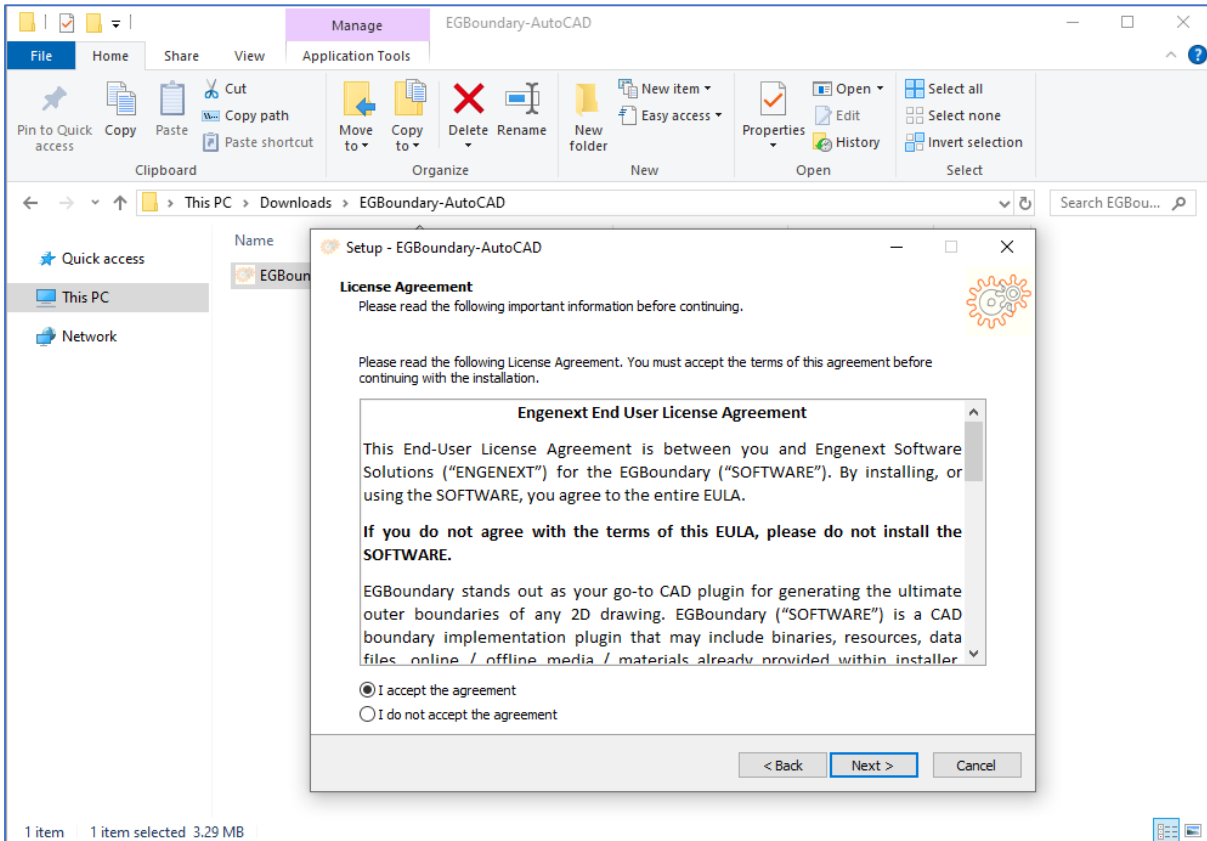 Manage
EGBoundary-AutoCAD
File
Home
Share
View
Application Tools
Pin to Quick access
Copy
Paste
Cut
Copy path
Paste shortcut
Clipboard
Move to
Copy to
Delete
Rename
Organize
New folder
New item
Easy access
New
Properties
Open
Edit
History
Open
Select all
Select none
Invert selection
Select
This PC > Downloads > EGBoundary-AutoCAD
Search EGBou...
Quick access
This PC
Network
Name
EGBoun
Setup - EGBoundary-AutoCAD
License Agreement
Please read the following important information before continuing.
Please read the following License Agreement. You must accept the terms of this agreement before
continuing with the installation.
Engenext End User License Agreement
This End-User License Agreement is between you and Engenext Software
Solutions (“ENGENEXT”) for the EGBoundary (“SOFTWARE”). By installing, or
using the SOFTWARE, you agree to the entire EULA.
If you do not agree with the terms of this EULA, please do not install the
SOFTWARE.
EGBoundary stands out as your go-to CAD plugin for generating the ultimate
outer boundaries of any 2D drawing. EGBoundary (“SOFTWARE”) is a CAD
boundary implementation plugin that may include binaries, resources, data
files, online / offline media / materials already provided within installer,
I accept the agreement
I do not accept the agreement
< Back
Next >
Cancel
1 item
1 item selected 3.29 MB